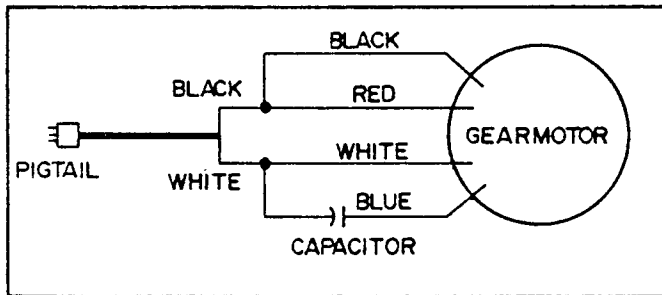 BLACK
BLACK
RED
GEARMOTOR
PIGTAIL
WHITE
WHITE
BLUE
CAPACITOR